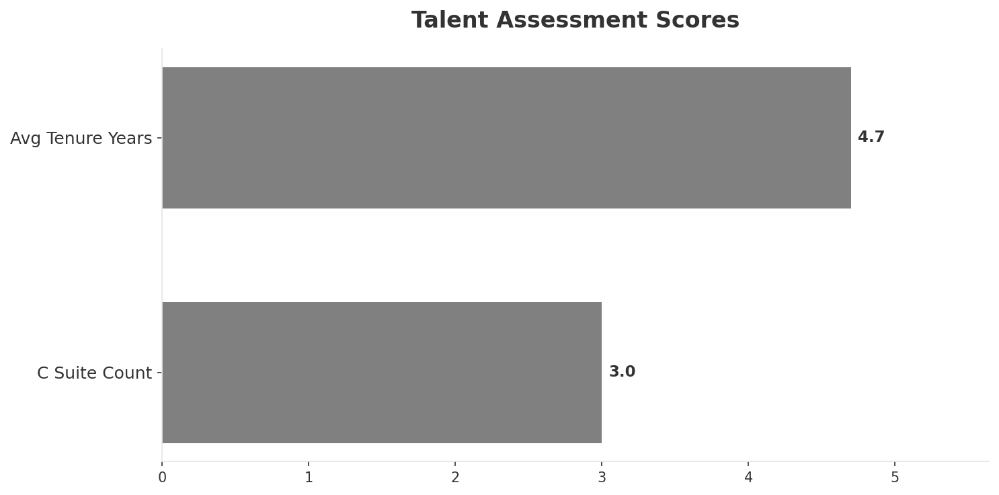 Talent Assessment Scores
Avg Tenure Years
4.7
C Suite Count
3.0
0 1 2 3 4 5